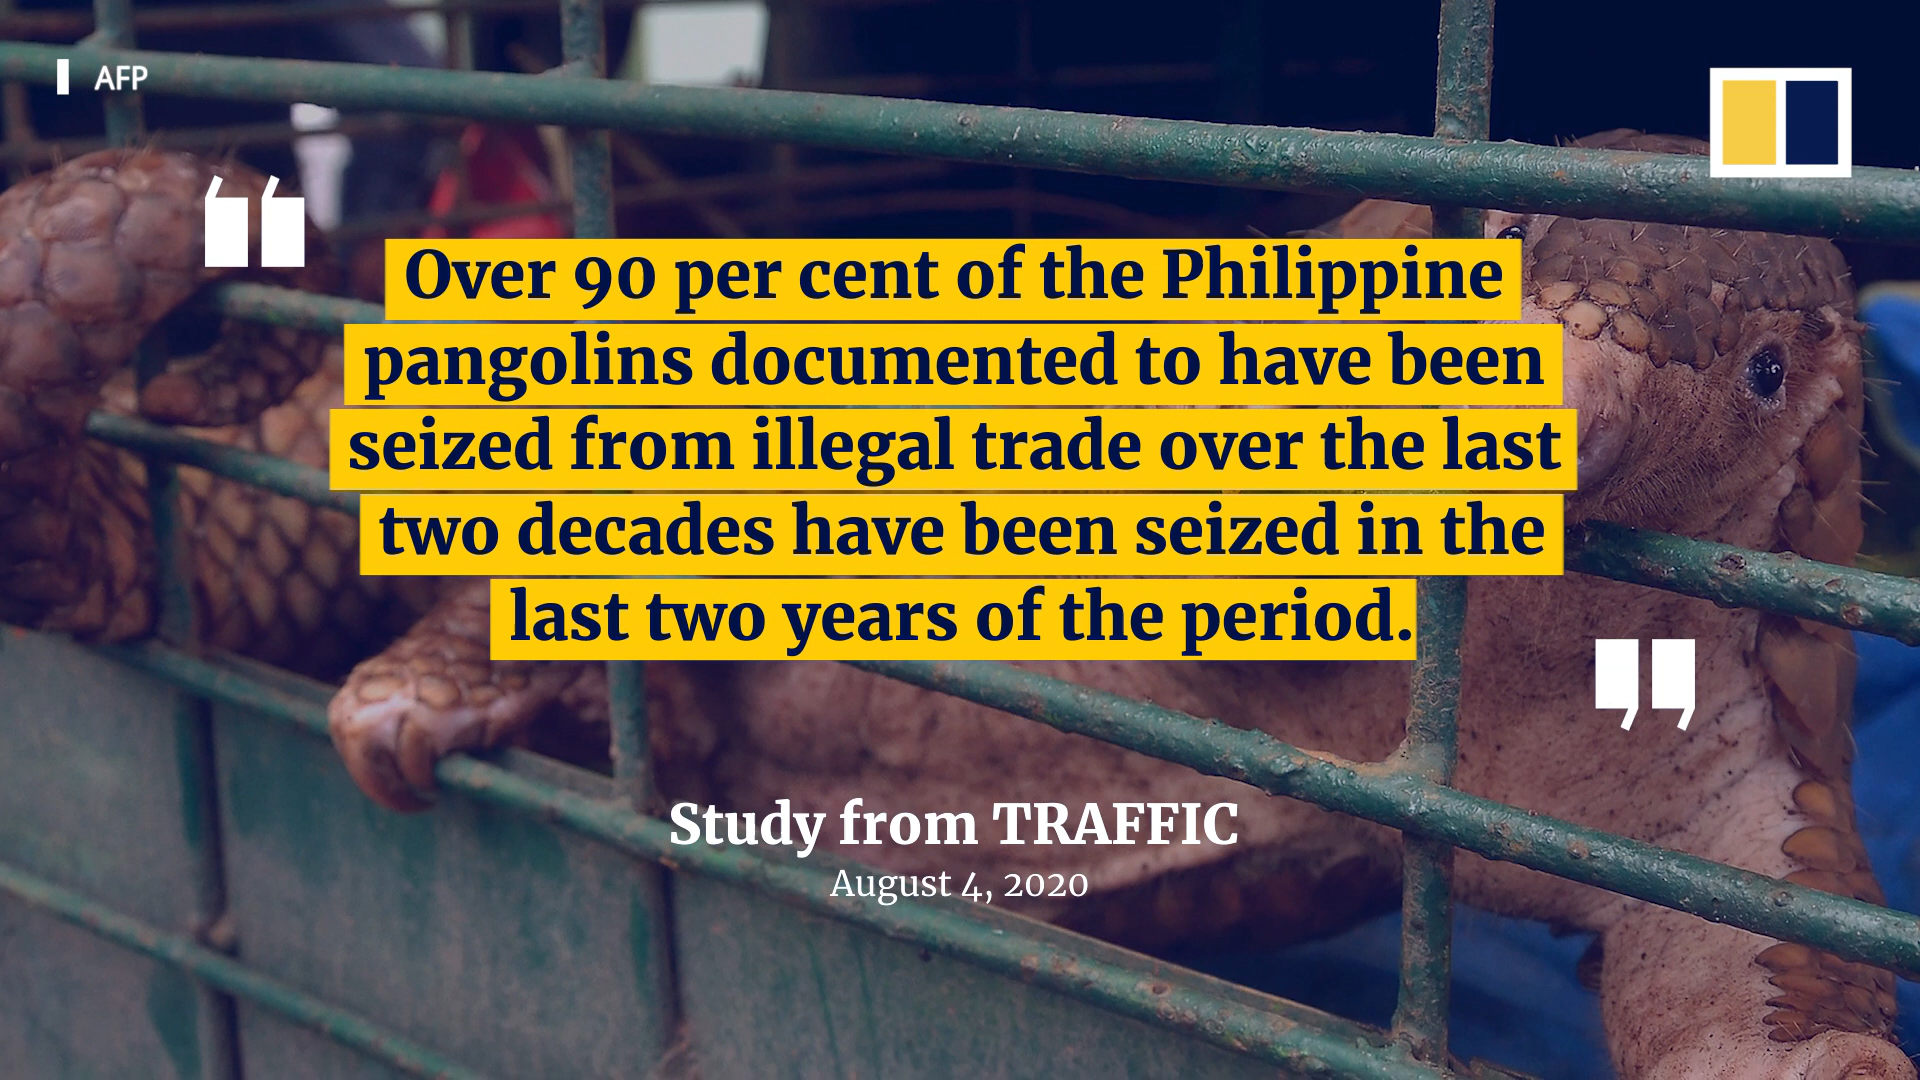 AFP
“
Over 90 per cent of the Philippine
pangolins documented to have been
seized from illegal trade over the last
two decades have been seized in the
last two years of the period.
”
Study from TRAFFIC
August 4, 2020